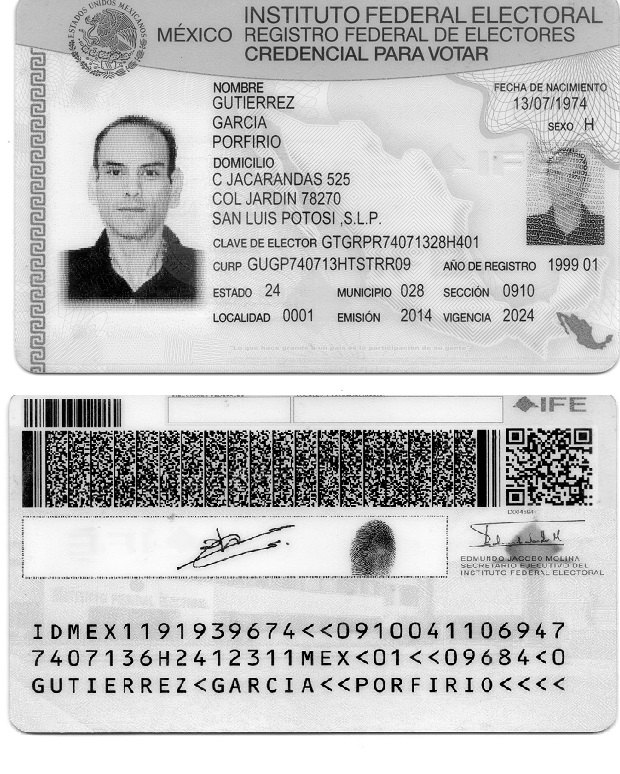 ESTADOS UNIDOS MEXICANOS
MÉXICO
INSTITUTO FEDERAL ELECTORAL
REGISTRO FEDERAL DE ELECTORES
CREDENCIAL PARA VOTAR
NOMBRE
GUTIERREZ
GARCIA
PORFIRIO
FECHA DE NACIMIENTO
13/07/1974
SEXO H
DOMICILIO
C JACARANDAS 525
COL JARDIN 78270
SAN LUIS POTOSI ,S.L.P.
CLAVE DE ELECTOR GTGRPR74071328H401
CURP GUGP740713HTSTRR09 AÑO DE REGISTRO 1999 01
ESTADO 24 MUNICIPIO 028 SECCIÓN 0910
LOCALIDAD 0001 EMISIÓN 2014 VIGENCIA 2024
IFE
EDMUNDO JACOBO MOLINA
SECRETARIO EJECUTIVO DEL
INSTITUTO FEDERAL ELECTORAL
IDMEX1191939674<<0910041106947
7407136H2412311MEX<01<<09684<0
GUTIERREZ<GARCIA<<PORFIRIO<<<<